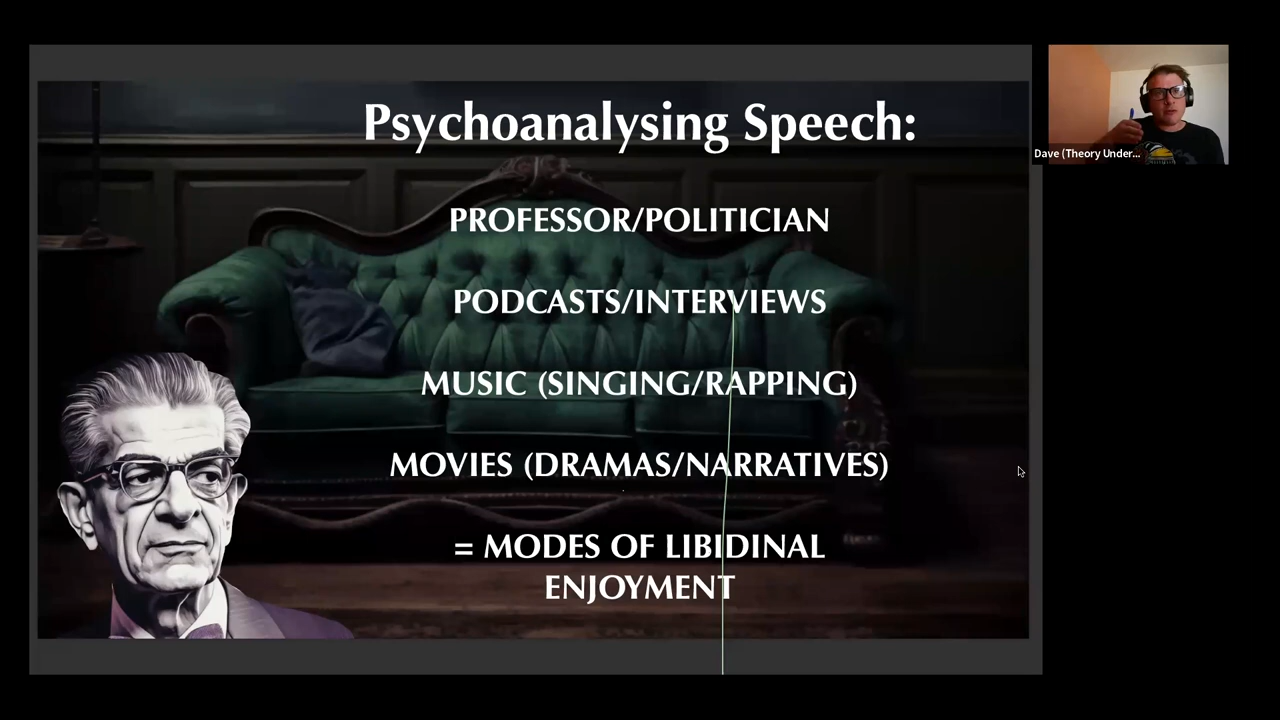 Psychoanalysing Speech:
PROFESSOR/POLITICIAN
PODCASTS/INTERVIEWS
MUSIC (SINGING/RAPPING)
MOVIES (DRAMAS/NARRATIVES)
= MODES OF LIBIDINAL
ENJOYMENT
Dave (Theory Under...